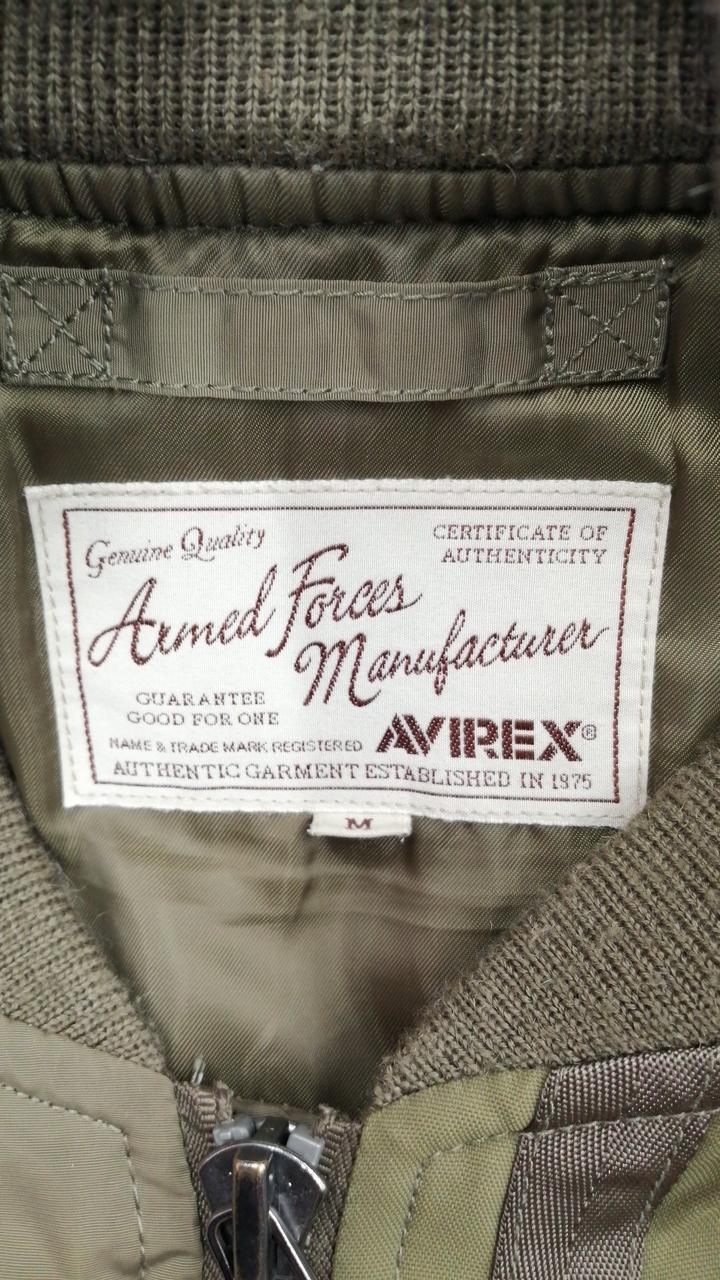 Genuine Quality
CERTIFICATE OF
AUTHENTICITY
Armed Forces
Manufacturer
GUARANTEE
GOOD FOR ONE
NAME & TRADE MARK REGISTERED
AVIREX®
AUTHENTIC GARMENT ESTABLISHED IN 1975
M